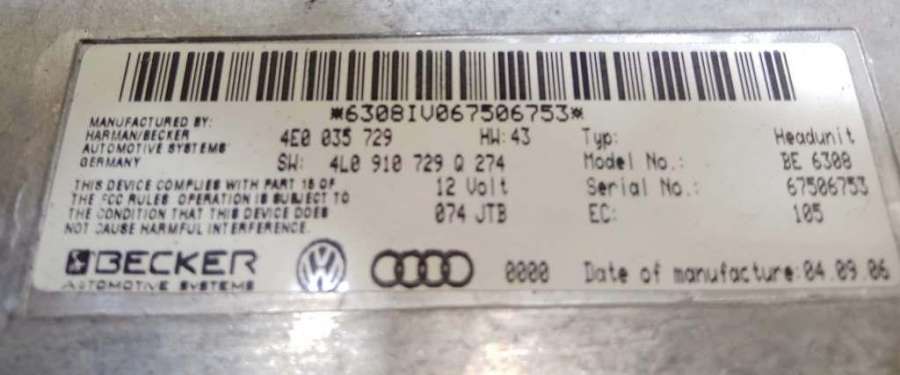 *6308IV067506753*
MANUFACTURED BY:
HARMAN/BECKER
AUTOMOTIVE SYSTEMS
GERMANY
4E0 035 729 HW: 43
SW: 4L0 910 729 Q 274
12 Volt
074 JTB
Typ: Headunit
Model No.: BE 6308
Serial No.: 67506753
EC: 105
THIS DEVICE COMPLIES WITH PART 15 OF
THE FCC RULES OPERATION IS SUBJECT TO
THE CONDITION THAT THIS DEVICE DOES
NOT CAUSE HARMFUL INTERFERENCE.
BECKER
AUTOMOTIVE SYSTEMS
VW
0000 Date of manufacture: 04.09.06